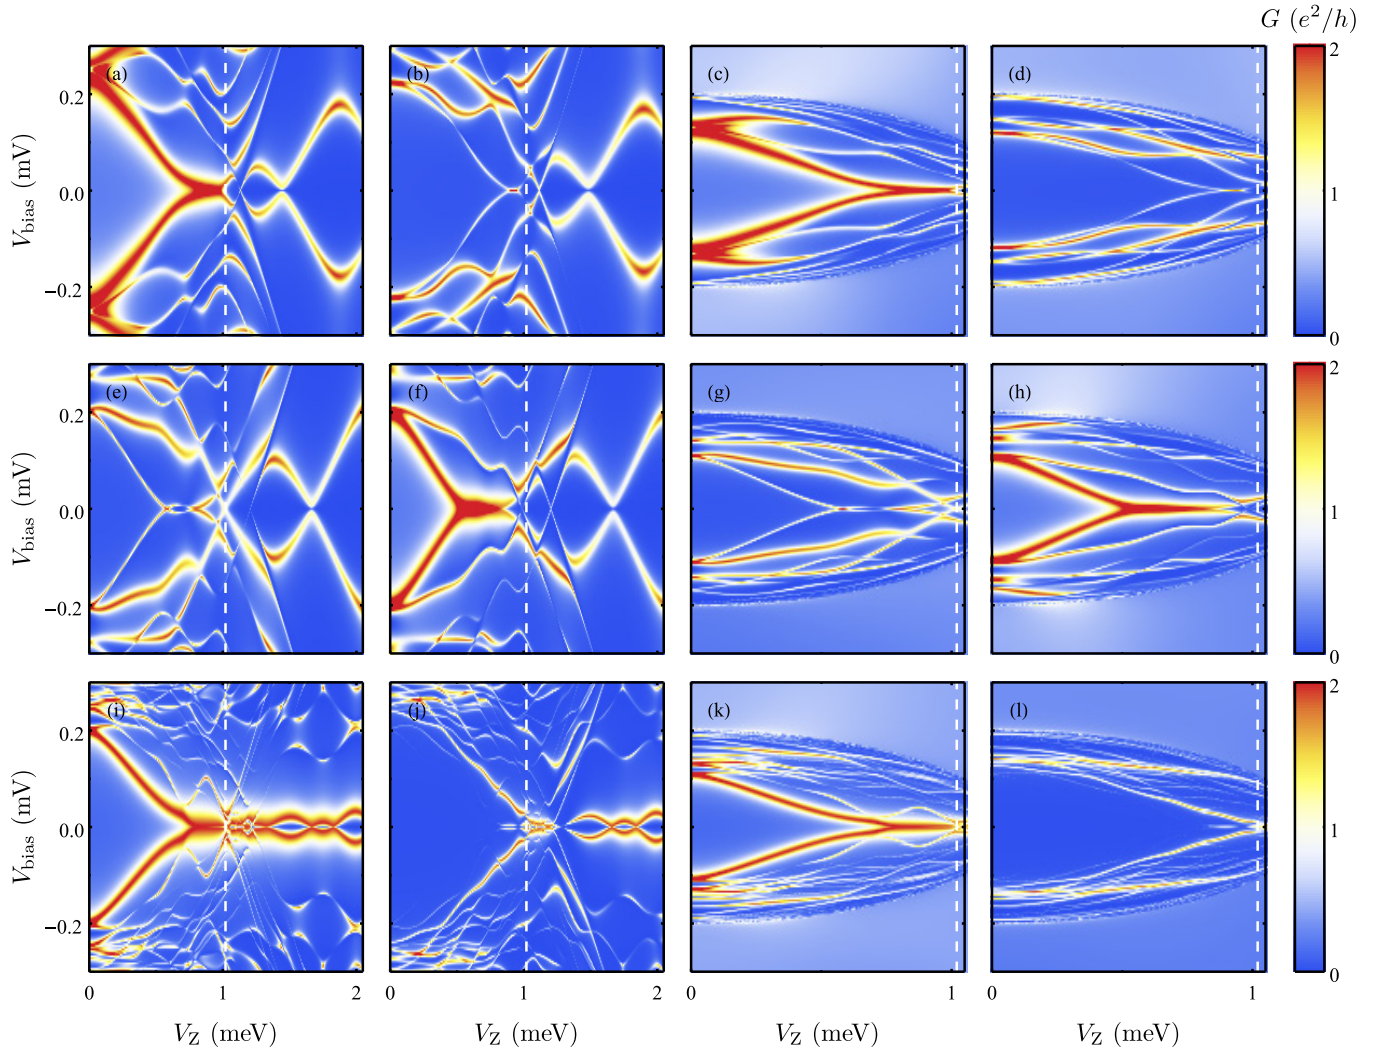 G (e²/h)
(a) (b) (c) (d) 2
V_bias (mV) 0.2 0.0 −0.2 1 0
(e) (f) (g) (h) 2
V_bias (mV) 0.2 0.0 −0.2 1 0
(i) (j) (k) (l) 2
V_bias (mV) 0.2 0.0 −0.2 1 0
0 1 2 0 1 2 0 1 0 1
V_Z (meV) V_Z (meV) V_Z (meV) V_Z (meV)